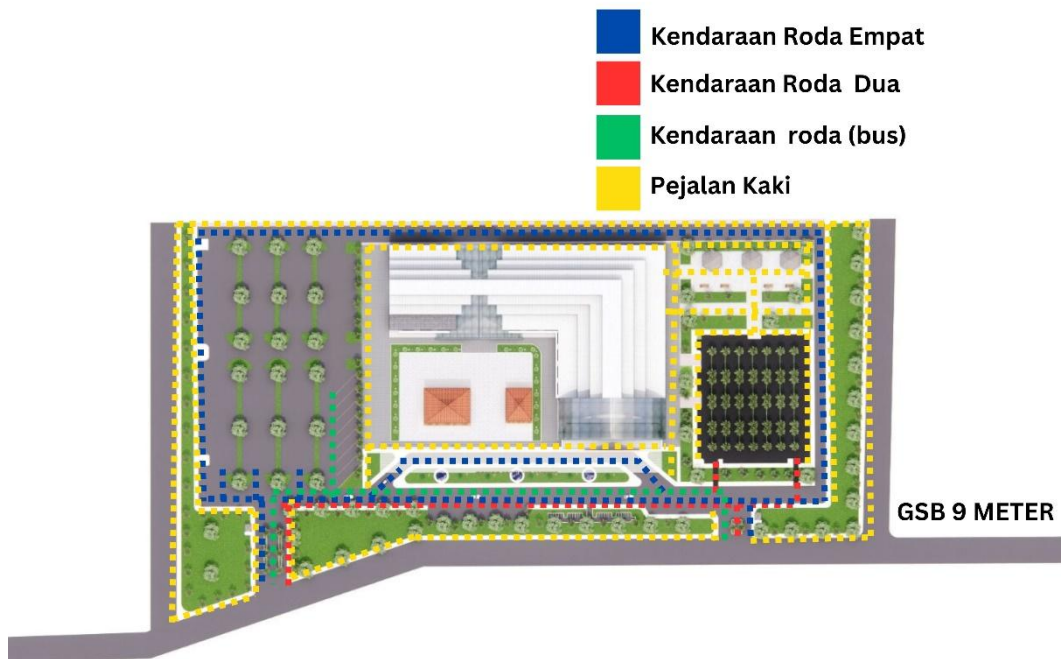 Kendaraan Roda Empat
Kendaraan Roda Dua
Kendaraan roda (bus)
Pejalan Kaki
GSB 9 METER